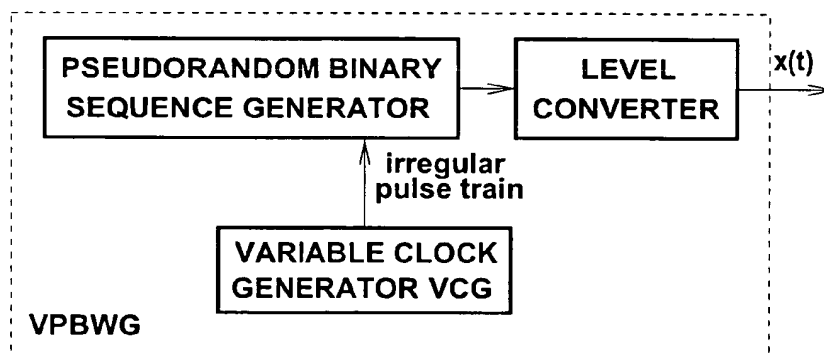 PSEUDORANDOM BINARY
SEQUENCE GENERATOR
LEVEL
CONVERTER
x(t)
irregular
pulse train
VARIABLE CLOCK
GENERATOR VCG
VPBWG